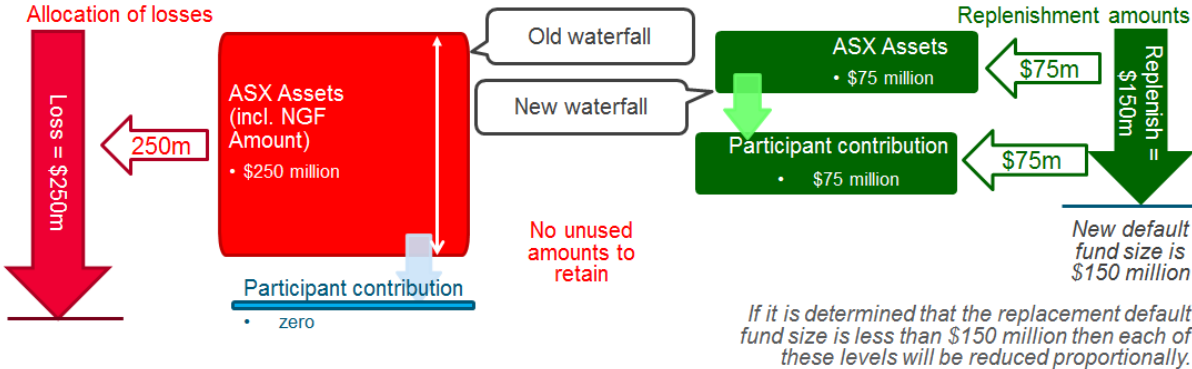 Allocation of losses
Loss = $250m
250m
ASX Assets
(incl. NGF
Amount)
• $250 million
Participant contribution
• zero
Old waterfall
New waterfall
No unused
amounts to
retain
Replenishment amounts
ASX Assets
• $75 million
$75m
Participant contribution
• $75 million
$75m
Replenish =
$150m
New default
fund size is
$150 million
If it is determined that the replacement default
fund size is less than $150 million then each of
these levels will be reduced proportionally.